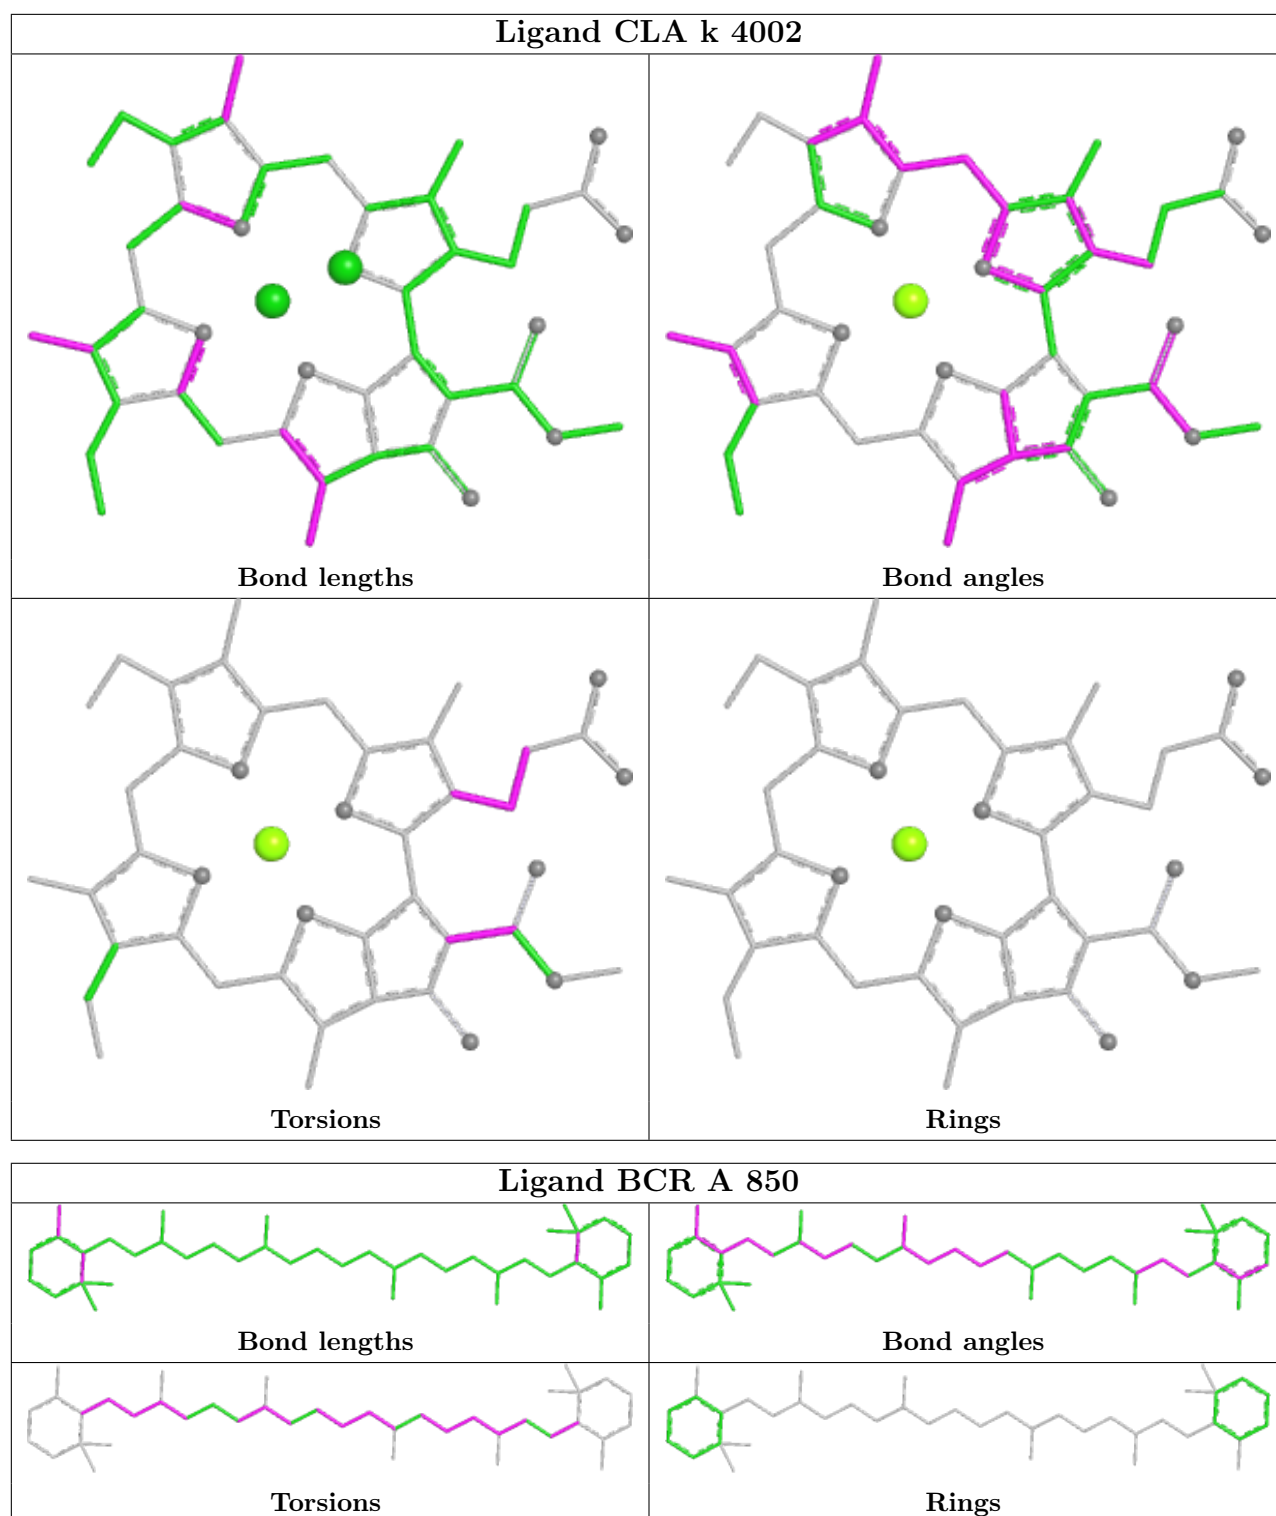 Ligand CLA k 4002
Bond lengths
Bond angles
Torsions
Rings
Ligand BCR A 850
Bond lengths
Bond angles
Torsions
Rings